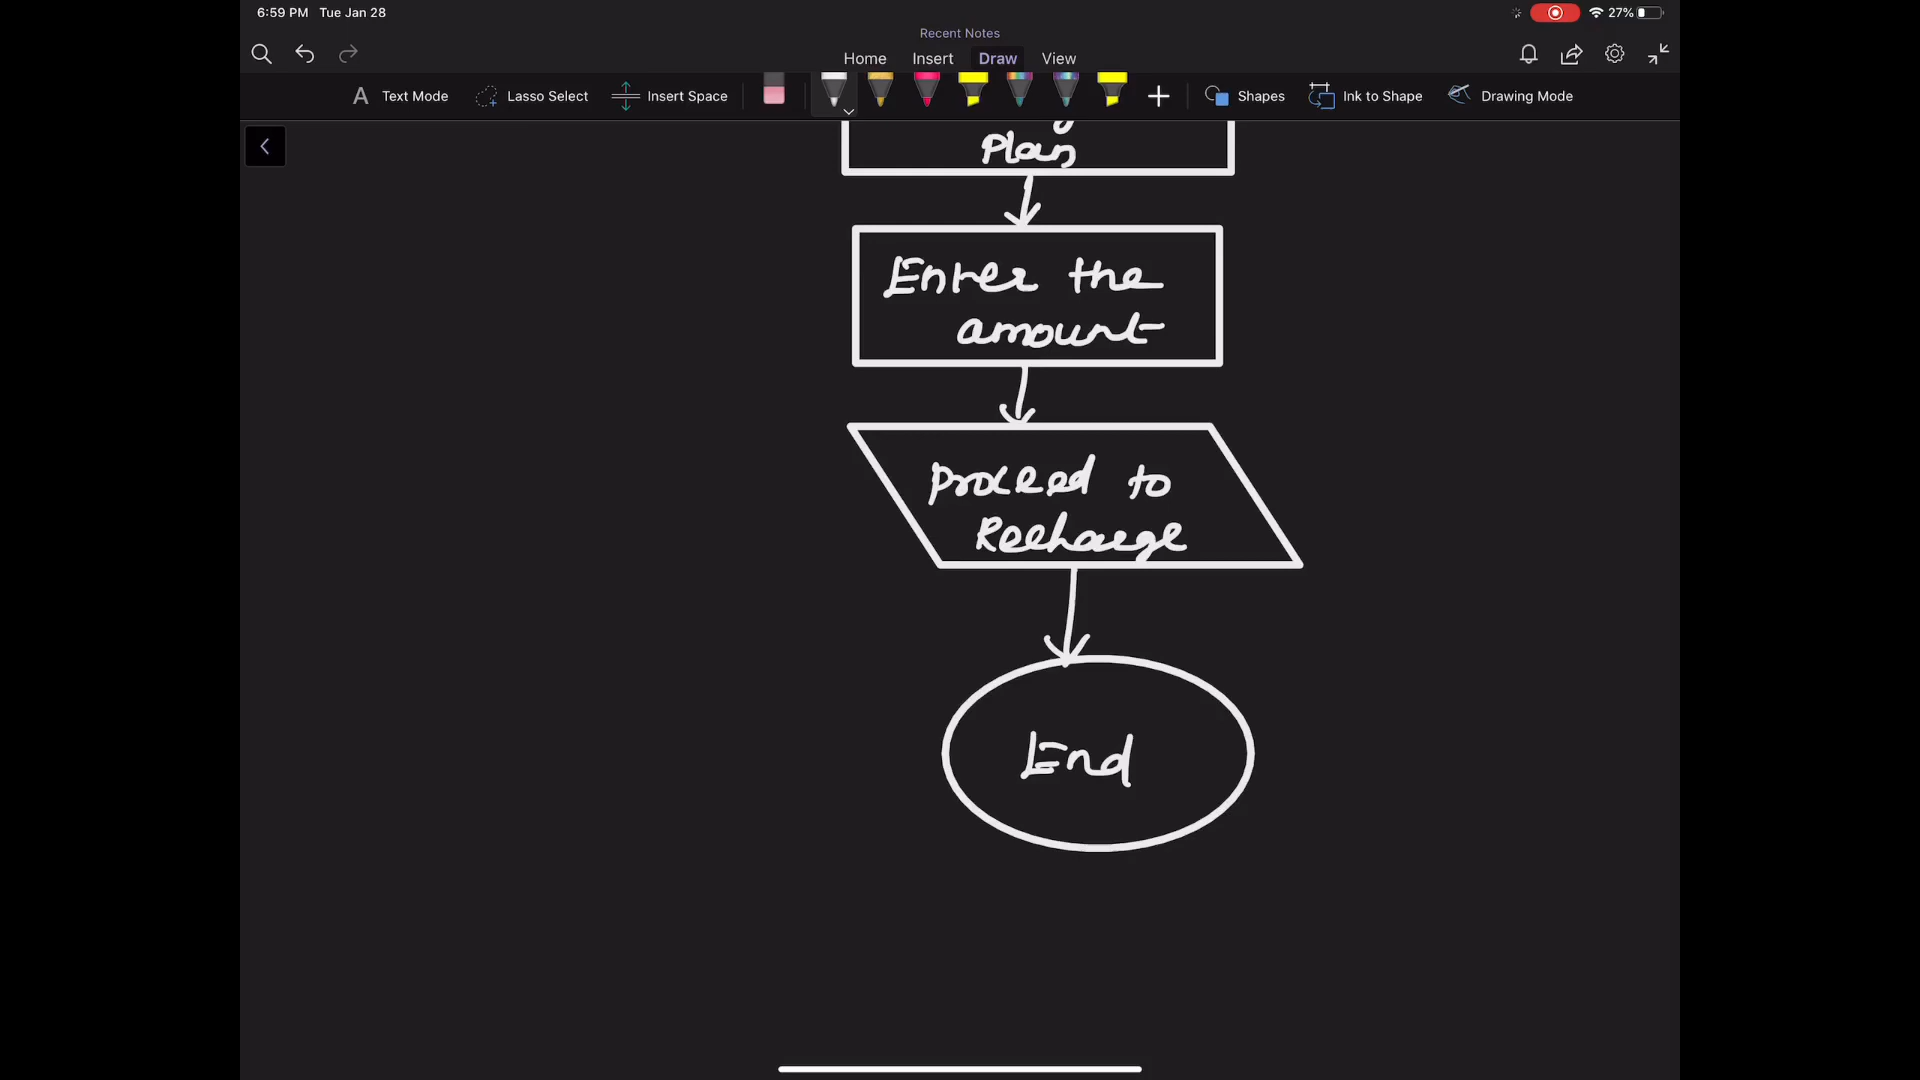 6:59 PM Tue Jan 28
27%
Recent Notes
Home Insert Draw View
A Text Mode Lasso Select Insert Space Shapes Ink to Shape Drawing Mode
Plan
Enter the
amount
Proceed to
Recharge
End